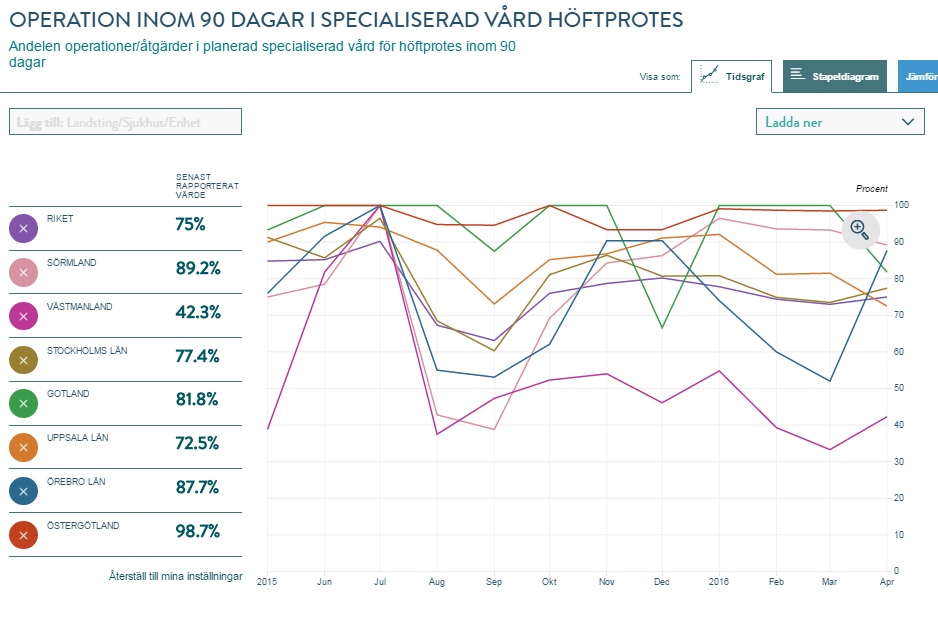 OPERATION INOM 90 DAGAR I SPECIALISERAD VÅRD HÖFTPROTES
Andelen operationer/åtgärder i planerad specialiserad vård för höftprotes inom 90
dagar
Visa som:
Tidsgraf
Stapeldiagram
Jämför
Lägg till: Landsting/Sjukhus/Enhet
Ladda ner
SENAST
RAPPORTERAT
VÄRDE
RIKET 75%
SÖRMLAND 89.2%
VÄSTMANLAND 42.3%
STOCKHOLMS LÄN 77.4%
GOTLAND 81.8%
UPPSALA LÄN 72.5%
ÖREBRO LÄN 87.7%
ÖSTERGÖTLAND 98.7%
Återställ till mina inställningar
Procent
100
90
80
70
60
50
40
30
20
10
0
2015 Jun Jul Aug Sep Okt Nov Dec 2016 Feb Mar Apr